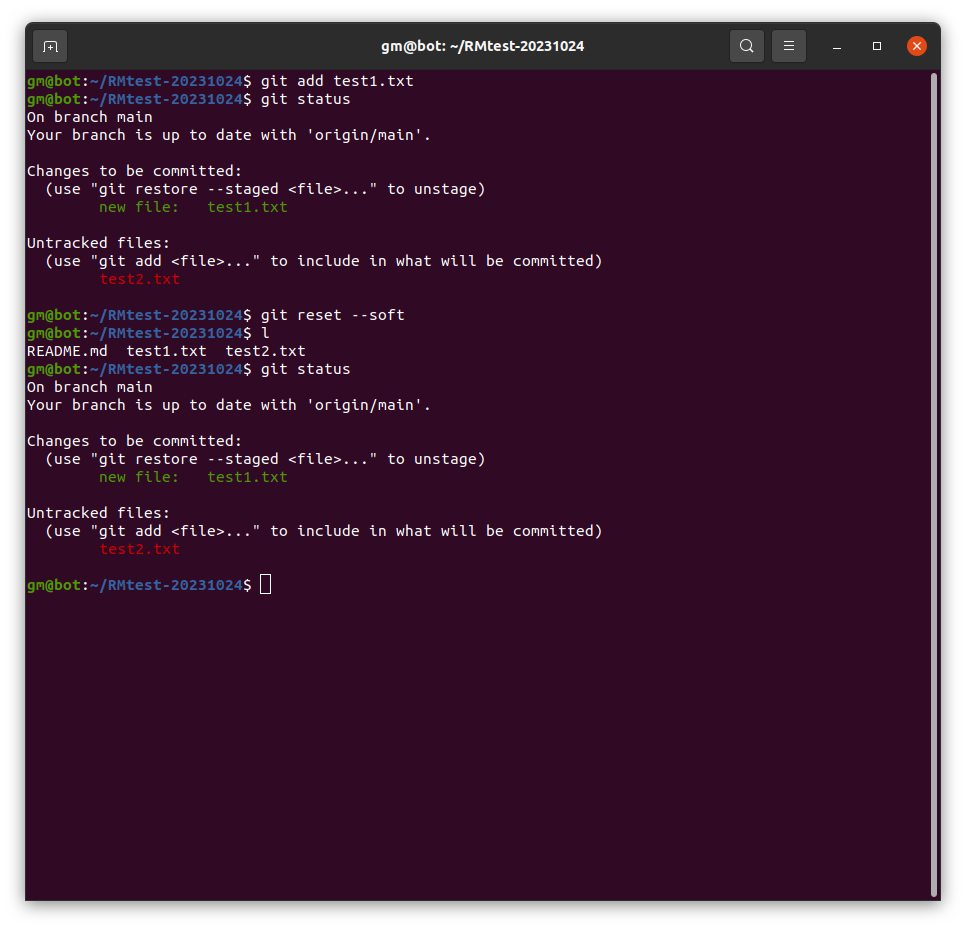 gm@bot: ~/RMtest-20231024
gm@bot:~/RMtest-20231024$ git add test1.txt
gm@bot:~/RMtest-20231024$ git status
On branch main
Your branch is up to date with 'origin/main'.

Changes to be committed:
  (use "git restore --staged <file>..." to unstage)
        new file:   test1.txt

Untracked files:
  (use "git add <file>..." to include in what will be committed)
        test2.txt

gm@bot:~/RMtest-20231024$ git reset --soft
gm@bot:~/RMtest-20231024$ l
README.md  test1.txt  test2.txt
gm@bot:~/RMtest-20231024$ git status
On branch main
Your branch is up to date with 'origin/main'.

Changes to be committed:
  (use "git restore --staged <file>..." to unstage)
        new file:   test1.txt

Untracked files:
  (use "git add <file>..." to include in what will be committed)
        test2.txt

gm@bot:~/RMtest-20231024$